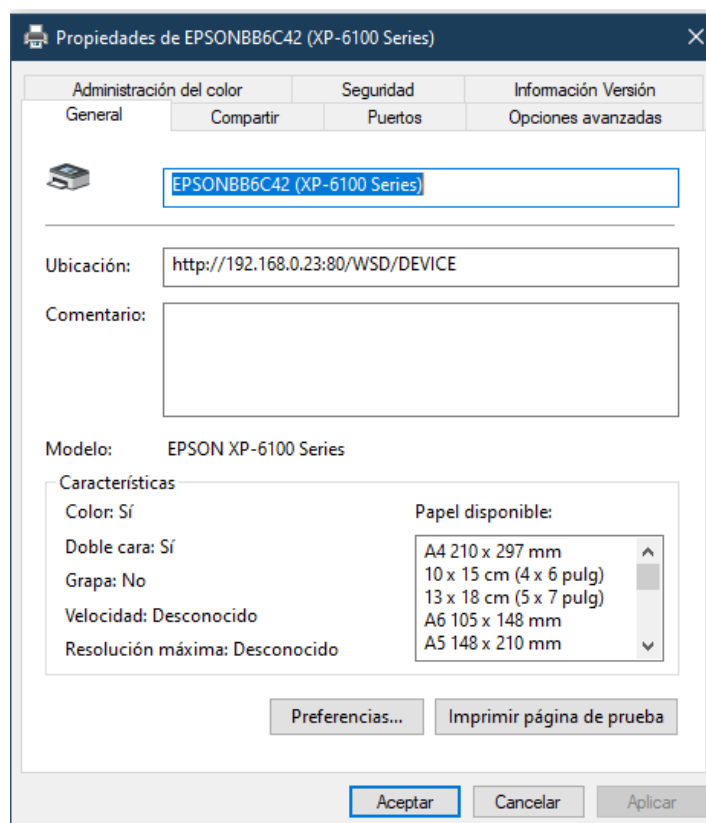 Propiedades de EPSONBB6C42 (XP-6100 Series)
Administración del color Seguridad Información Versión
General Compartir Puertos Opciones avanzadas
EPSONBB6C42 (XP-6100 Series)
Ubicación: http://192.168.0.23:80/WSD/DEVICE
Comentario:
Modelo: EPSON XP-6100 Series
Características
Color: Sí
Papel disponible:
Doble cara: Sí
Grapa: No
Velocidad: Desconocido
Resolución máxima: Desconocido
A4 210 x 297 mm
10 x 15 cm (4 x 6 pulg)
13 x 18 cm (5 x 7 pulg)
A6 105 x 148 mm
A5 148 x 210 mm
Preferencias... Imprimir página de prueba
Aceptar Cancelar Aplicar